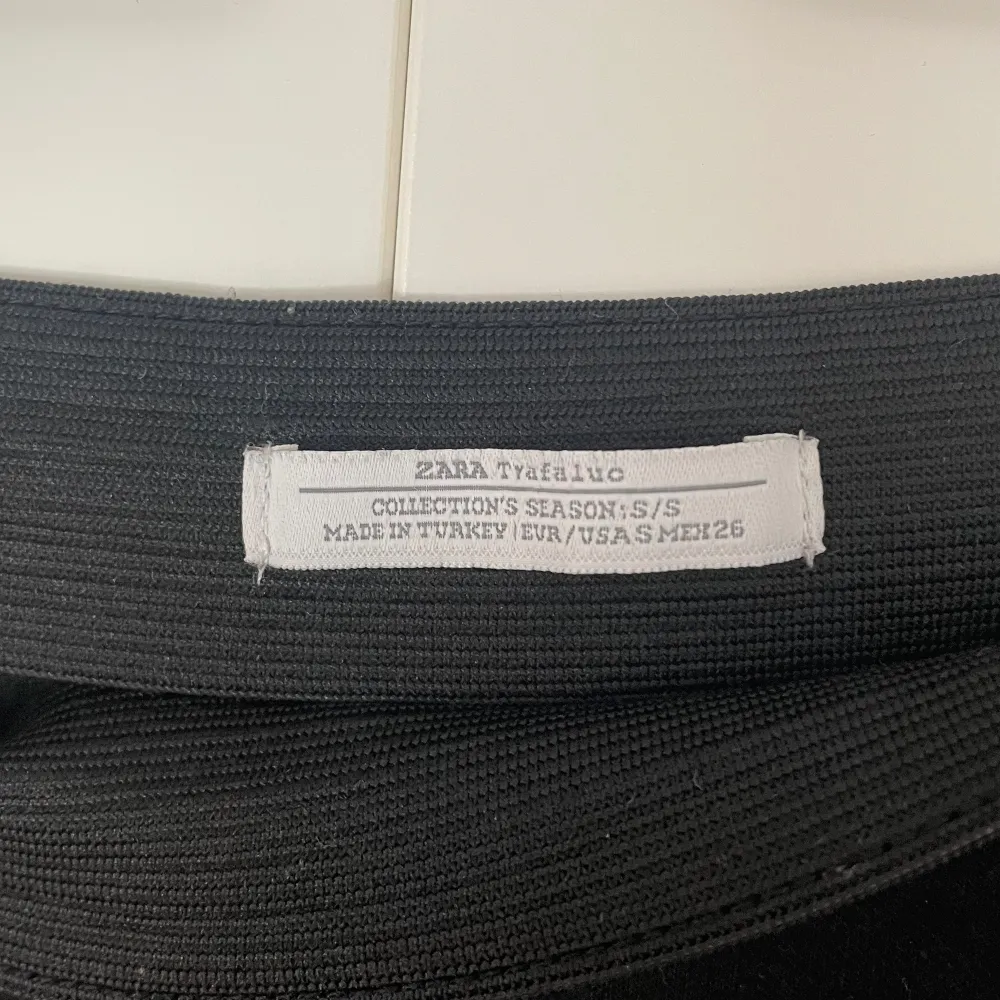 ZARA Trafaluc
COLLECTION'S SEASON: S/S
MADE IN TURKEY | EUR/USA S MEX 26